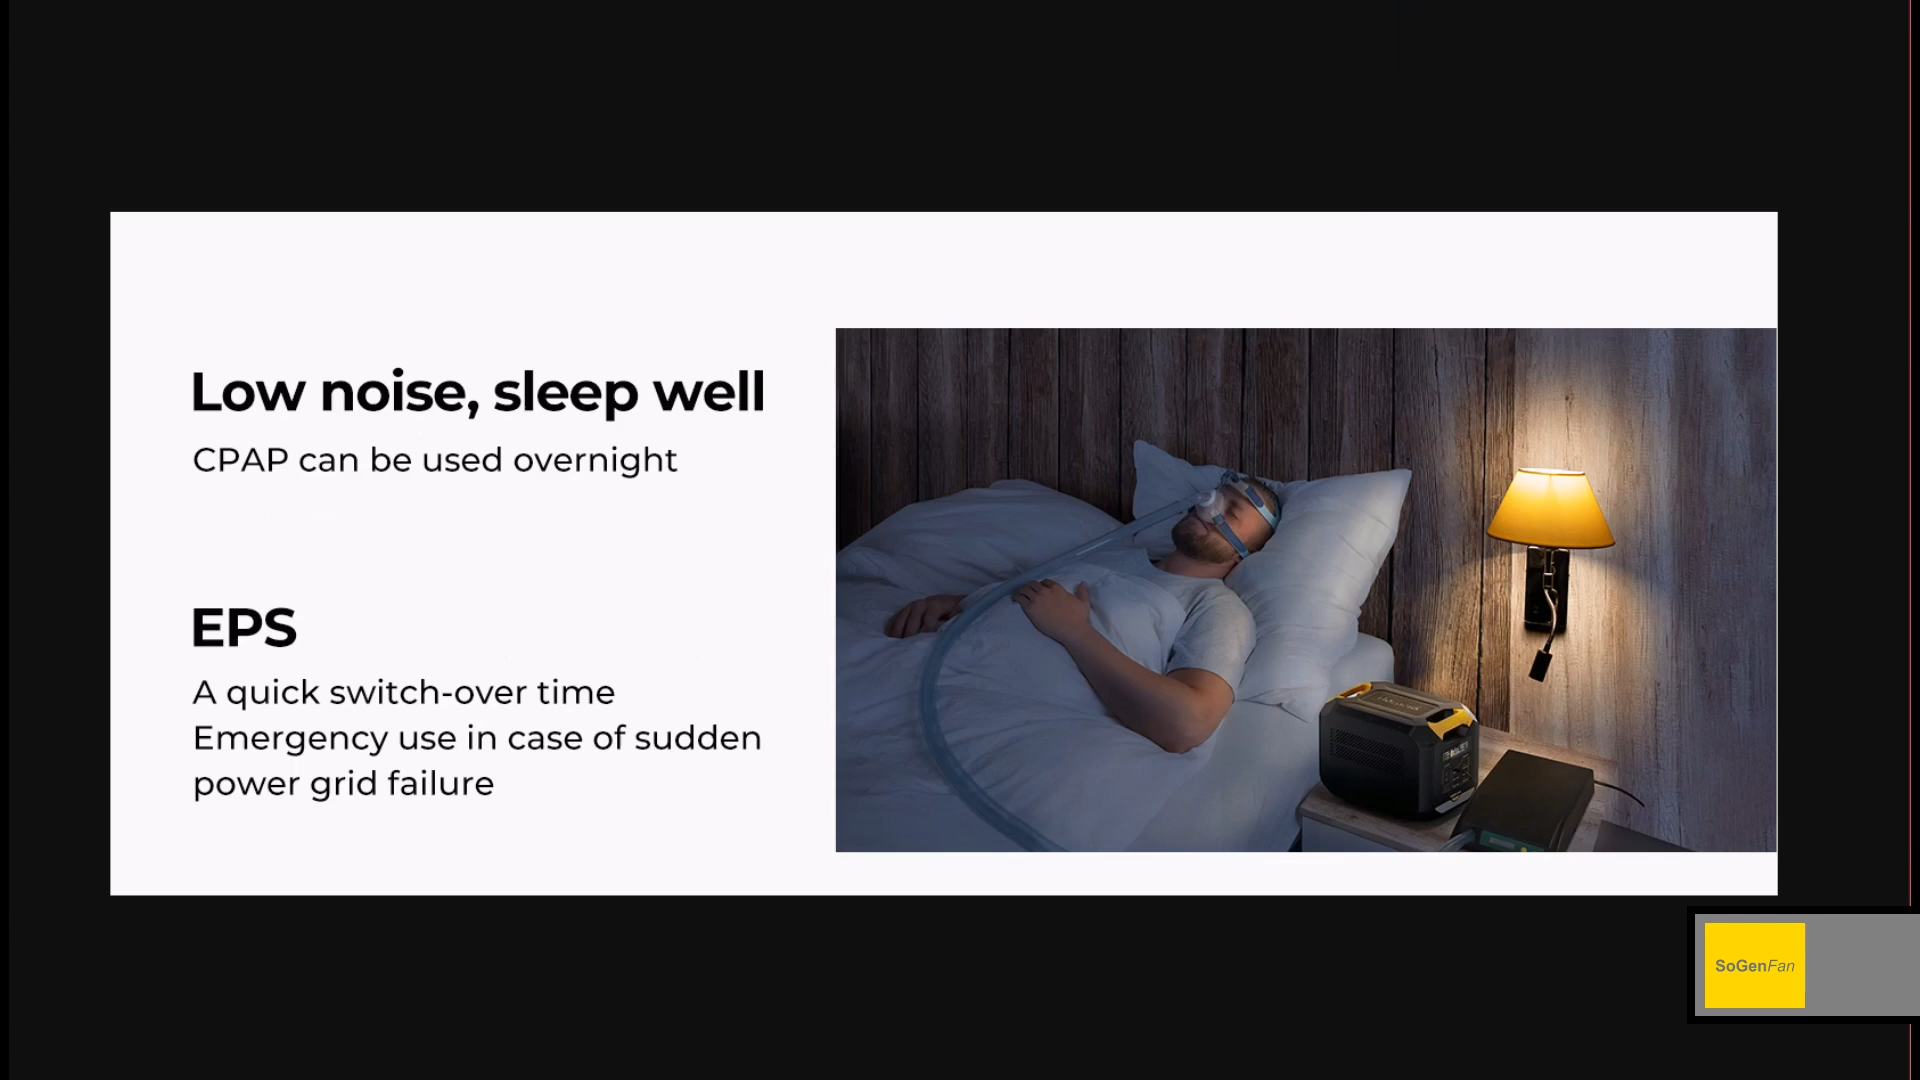 Low noise, sleep well
CPAP can be used overnight
EPS
A quick switch-over time
Emergency use in case of sudden
power grid failure
SoGenFan